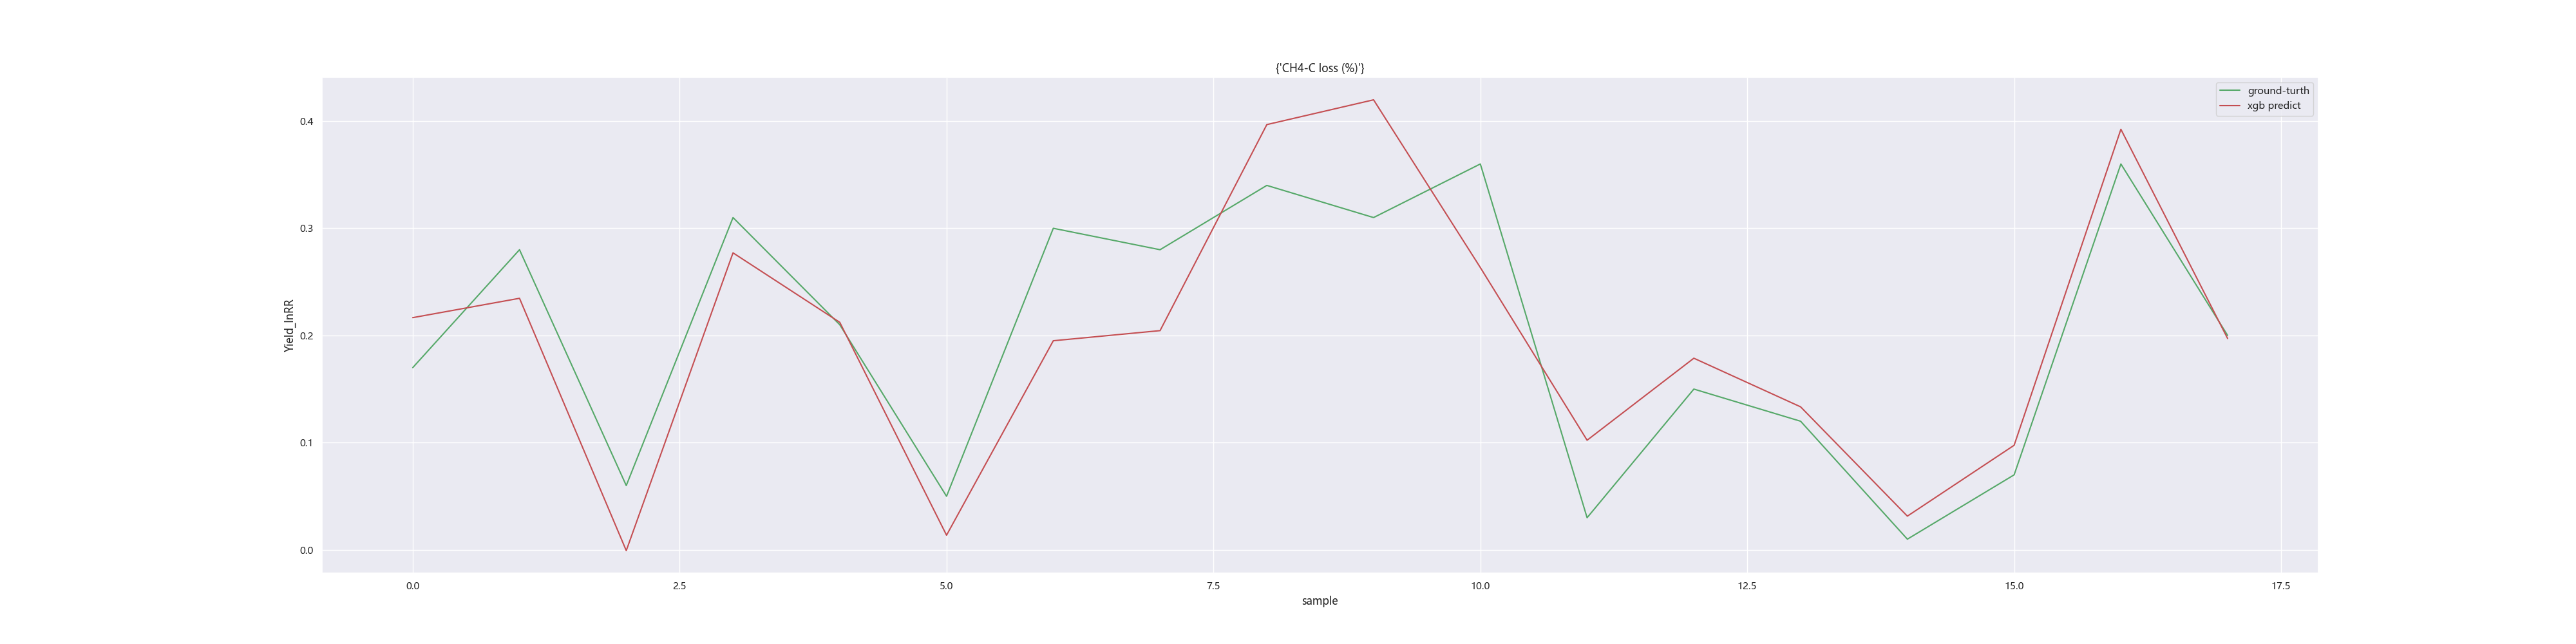 {'CH4-C loss (%)'}
ground-turth
xgb predict
0.4
0.3
0.2
0.1
0.0
Yield_lnRR
0.0 2.5 5.0 7.5 10.0 12.5 15.0 17.5
sample